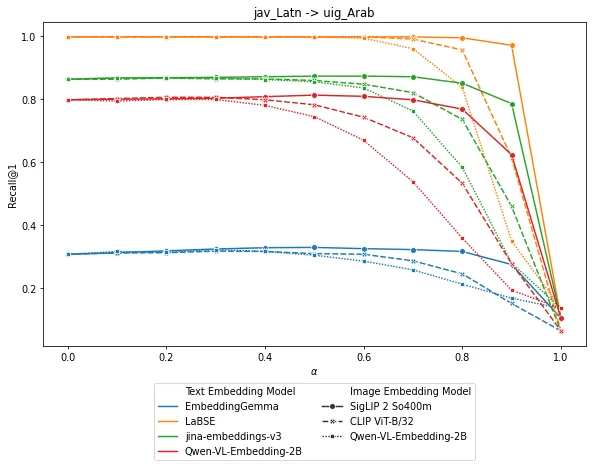 jav_Latn -> uig_Arab
Recall@1
1.0
0.8
0.6
0.4
0.2
0.0 0.2 0.4 0.6 0.8 1.0
α
Text Embedding Model Image Embedding Model
EmbeddingGemma SigLIP 2 So400m
LaBSE CLIP ViT-B/32
jina-embeddings-v3 Qwen-VL-Embedding-2B
Qwen-VL-Embedding-2B